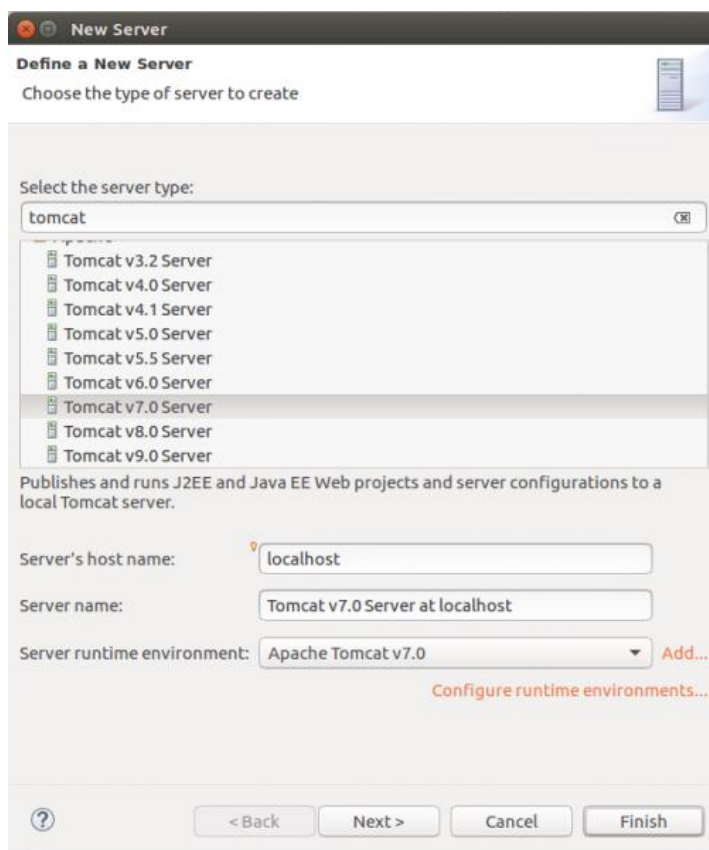 New Server
Define a New Server
Choose the type of server to create
Select the server type:
tomcat
Apache
Tomcat v3.2 Server
Tomcat v4.0 Server
Tomcat v4.1 Server
Tomcat v5.0 Server
Tomcat v5.5 Server
Tomcat v6.0 Server
Tomcat v7.0 Server
Tomcat v8.0 Server
Tomcat v9.0 Server
Publishes and runs J2EE and Java EE Web projects and server configurations to a
local Tomcat server.
Server's host name: localhost
Server name: Tomcat v7.0 Server at localhost
Server runtime environment: Apache Tomcat v7.0 Add...
Configure runtime environments...
? < Back Next > Cancel Finish